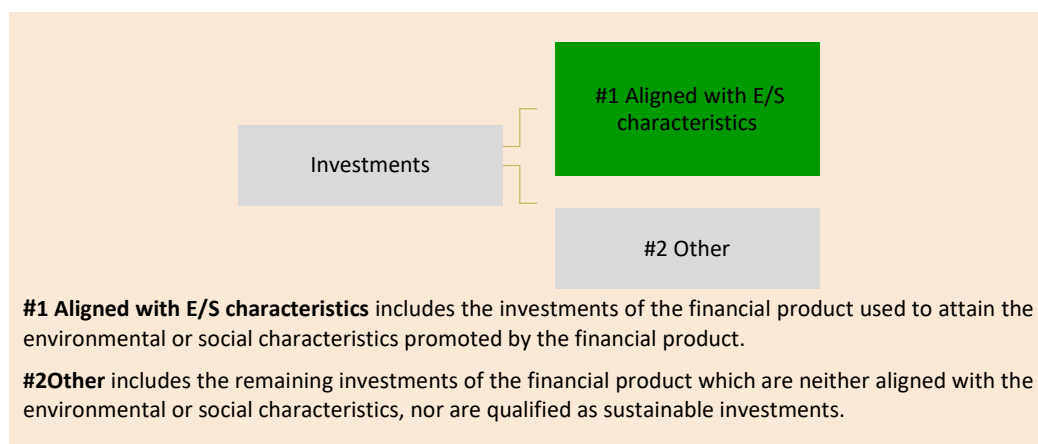 #1 Aligned with E/S
characteristics
Investments
#2 Other
#1 Aligned with E/S characteristics includes the investments of the financial product used to attain the
environmental or social characteristics promoted by the financial product.
#2Other includes the remaining investments of the financial product which are neither aligned with the
environmental or social characteristics, nor are qualified as sustainable investments.